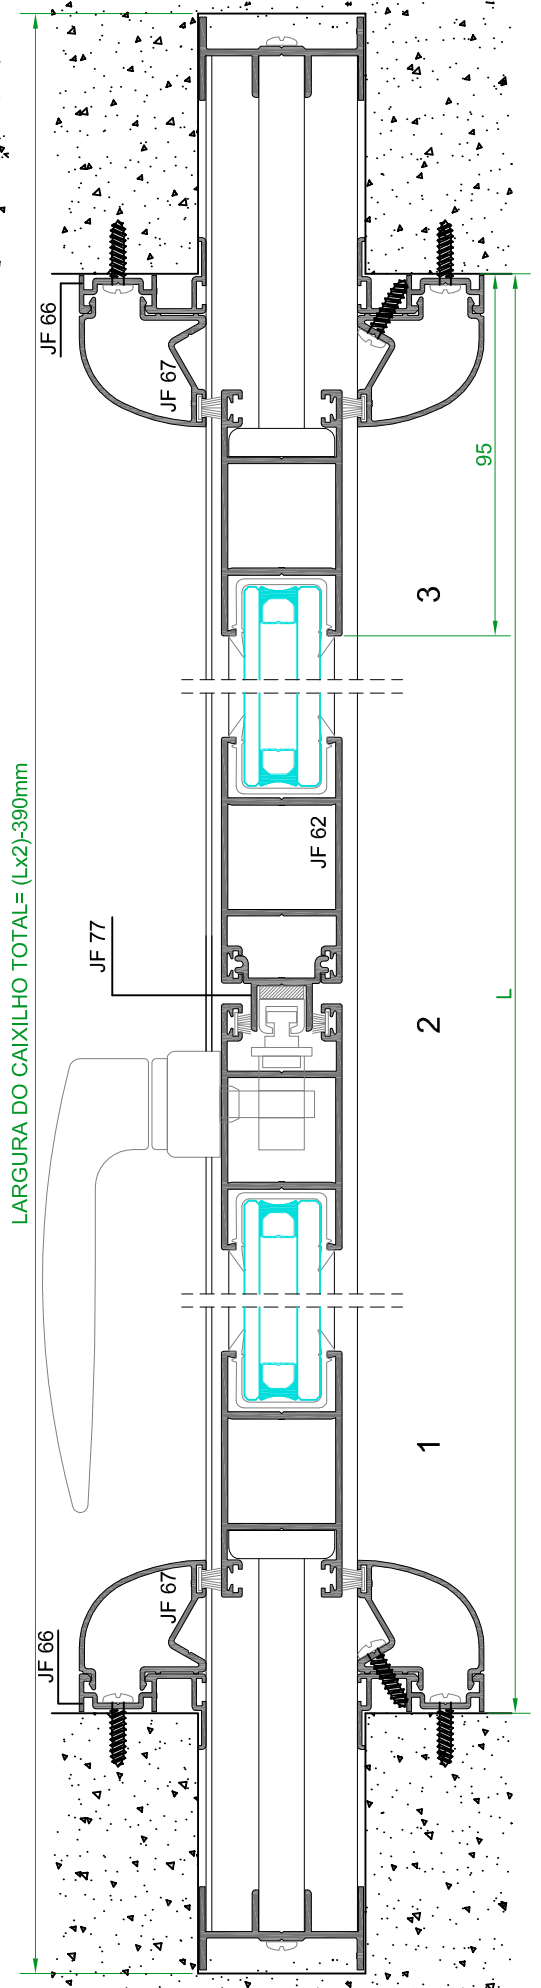 JF 66
JF 67
95
3
LARGURA DO CAIXILHO TOTAL= (Lx2)-390mm
JF 62
JF 77
L
2
1
JF 67
JF 66